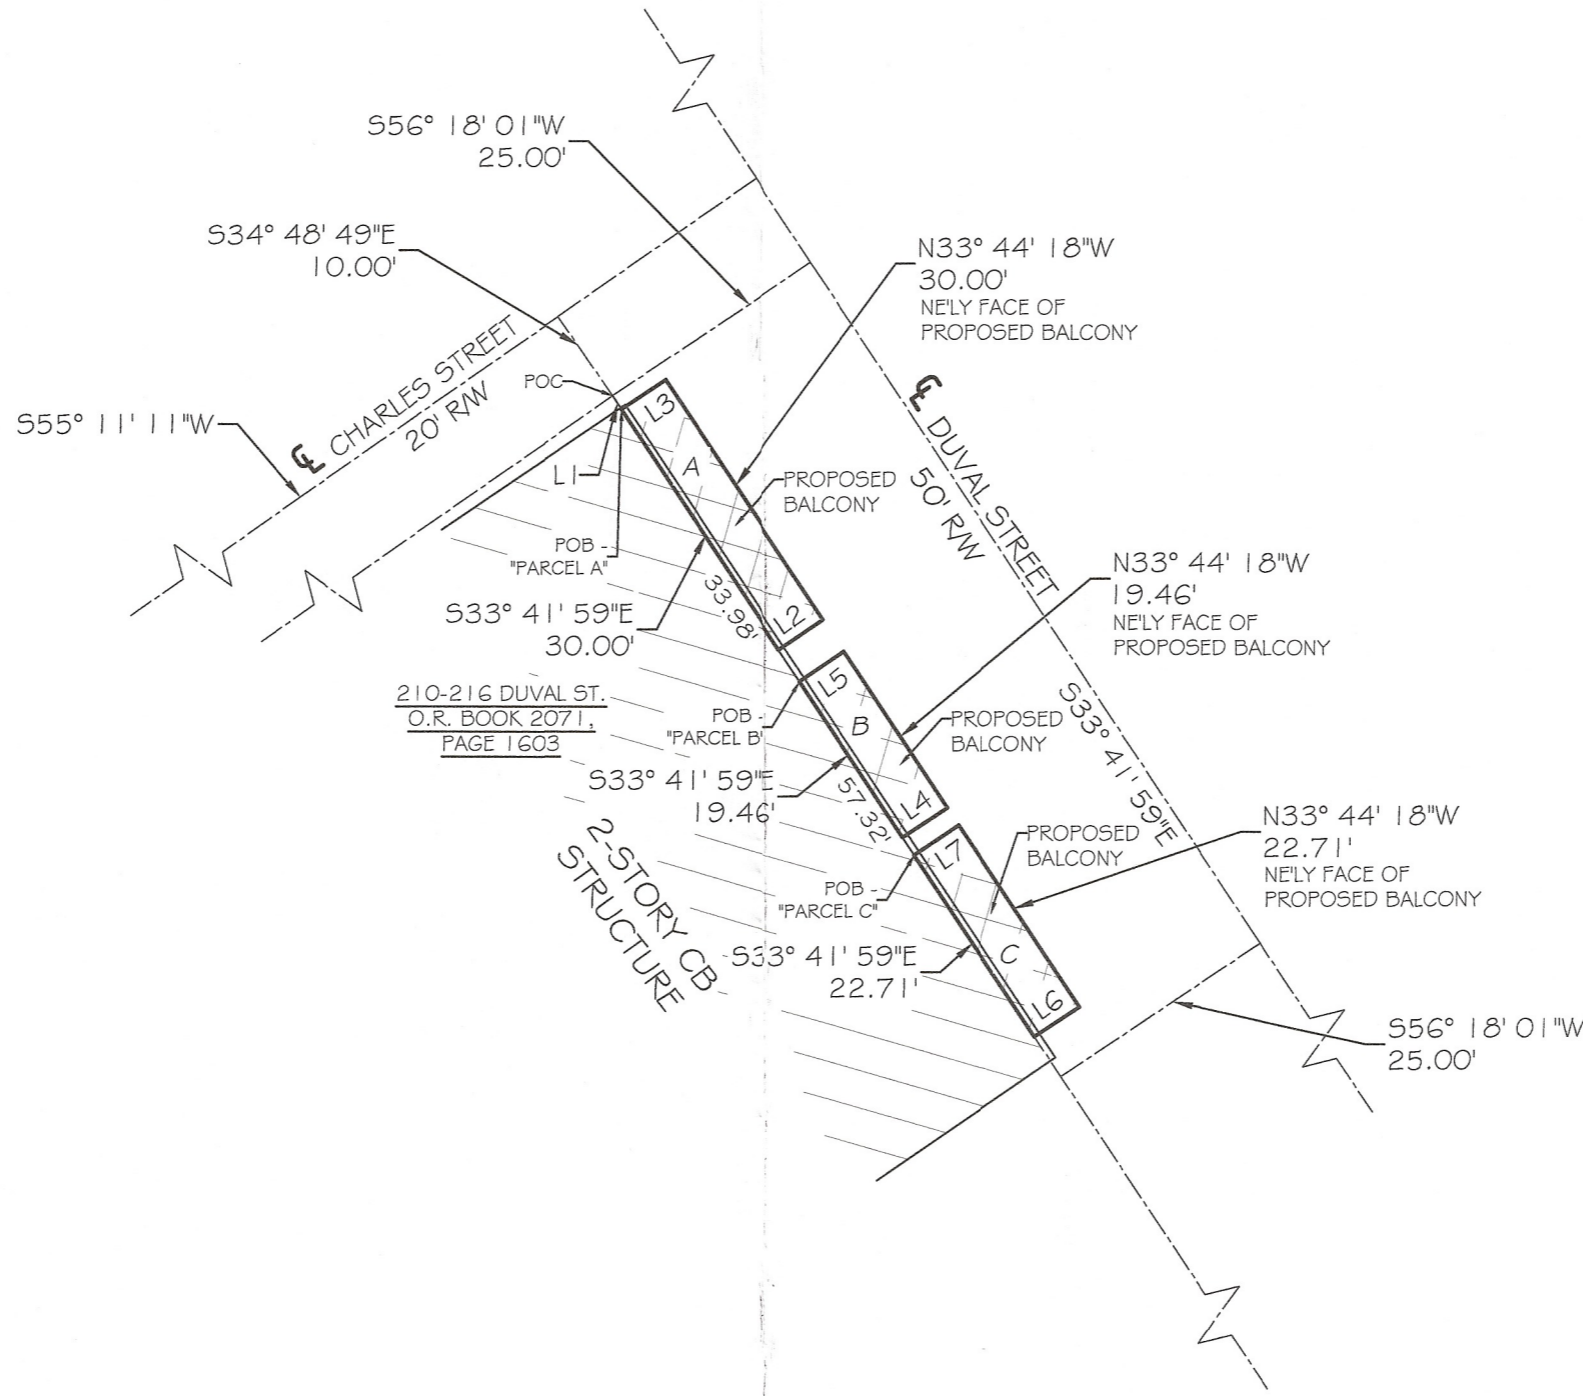 S56° 18' 01"W
25.00'
S34° 48' 49"E
10.00'
N33° 44' 18"W
30.00'
NE'LY FACE OF
PROPOSED BALCONY
S55° 11' 11"W
℄ CHARLES STREET
20' R/W
POC
L1
L3
A
PROPOSED
BALCONY
℄ DUVAL STREET
50' R/W
POB -
"PARCEL A"
S33° 41' 59"E
30.00'
33.98'
L2
N33° 44' 18"W
19.46'
NE'LY FACE OF
PROPOSED BALCONY
210-216 DUVAL ST.
O.R. BOOK 2071,
PAGE 1603
POB -
"PARCEL B"
L5
B
PROPOSED
BALCONY
S33° 41' 59"E
S33° 41' 59"E
19.46'
57.32'
L4
N33° 44' 18"W
22.71'
NE'LY FACE OF
PROPOSED BALCONY
2-STORY CB
STRUCTURE
L7
PROPOSED
BALCONY
POB -
"PARCEL C"
S33° 41' 59"E
22.71'
C
L6
S56° 18' 01"W
25.00'